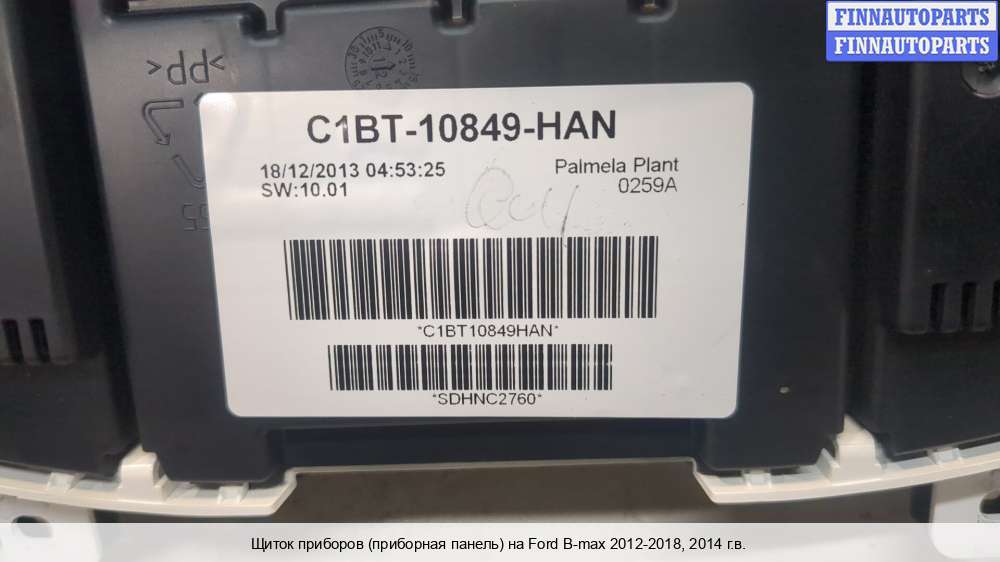 FINNAUTOPARTS
FINNAUTOPARTS
>PP<
C1BT-10849-HAN
18/12/2013 04:53:25
Palmela Plant
SW:10.01
0259A
*C1BT10849HAN*
*SDHNC2760*
Щиток приборов (приборная панель) на Ford B-max 2012-2018, 2014 г.в.